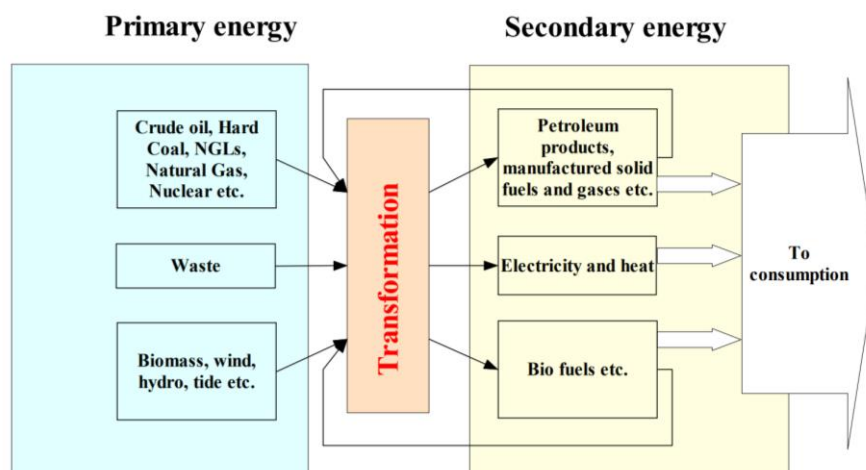 Primary energy
Secondary energy
Crude oil, Hard
Coal, NGLs,
Natural Gas,
Nuclear etc.
Waste
Biomass, wind,
hydro, tide etc.
Transformation
Petroleum
products,
manufactured solid
fuels and gases etc.
Electricity and heat
Bio fuels etc.
To
consumption